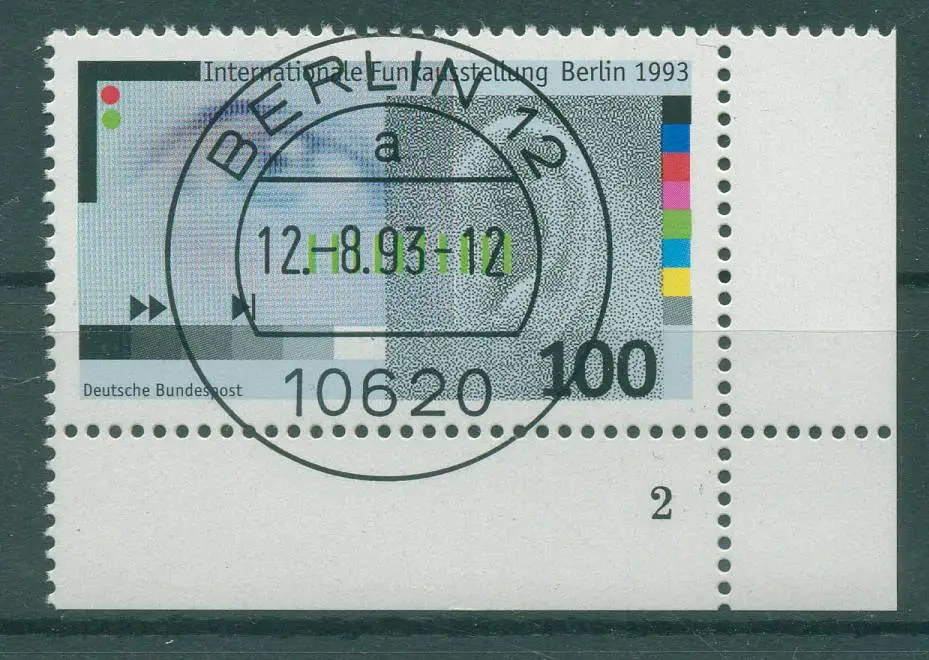 Internationale Funkausstellung Berlin 1993
BERLIN 12
a
12.-8.93-12
10620
100
Deutsche Bundespost
2